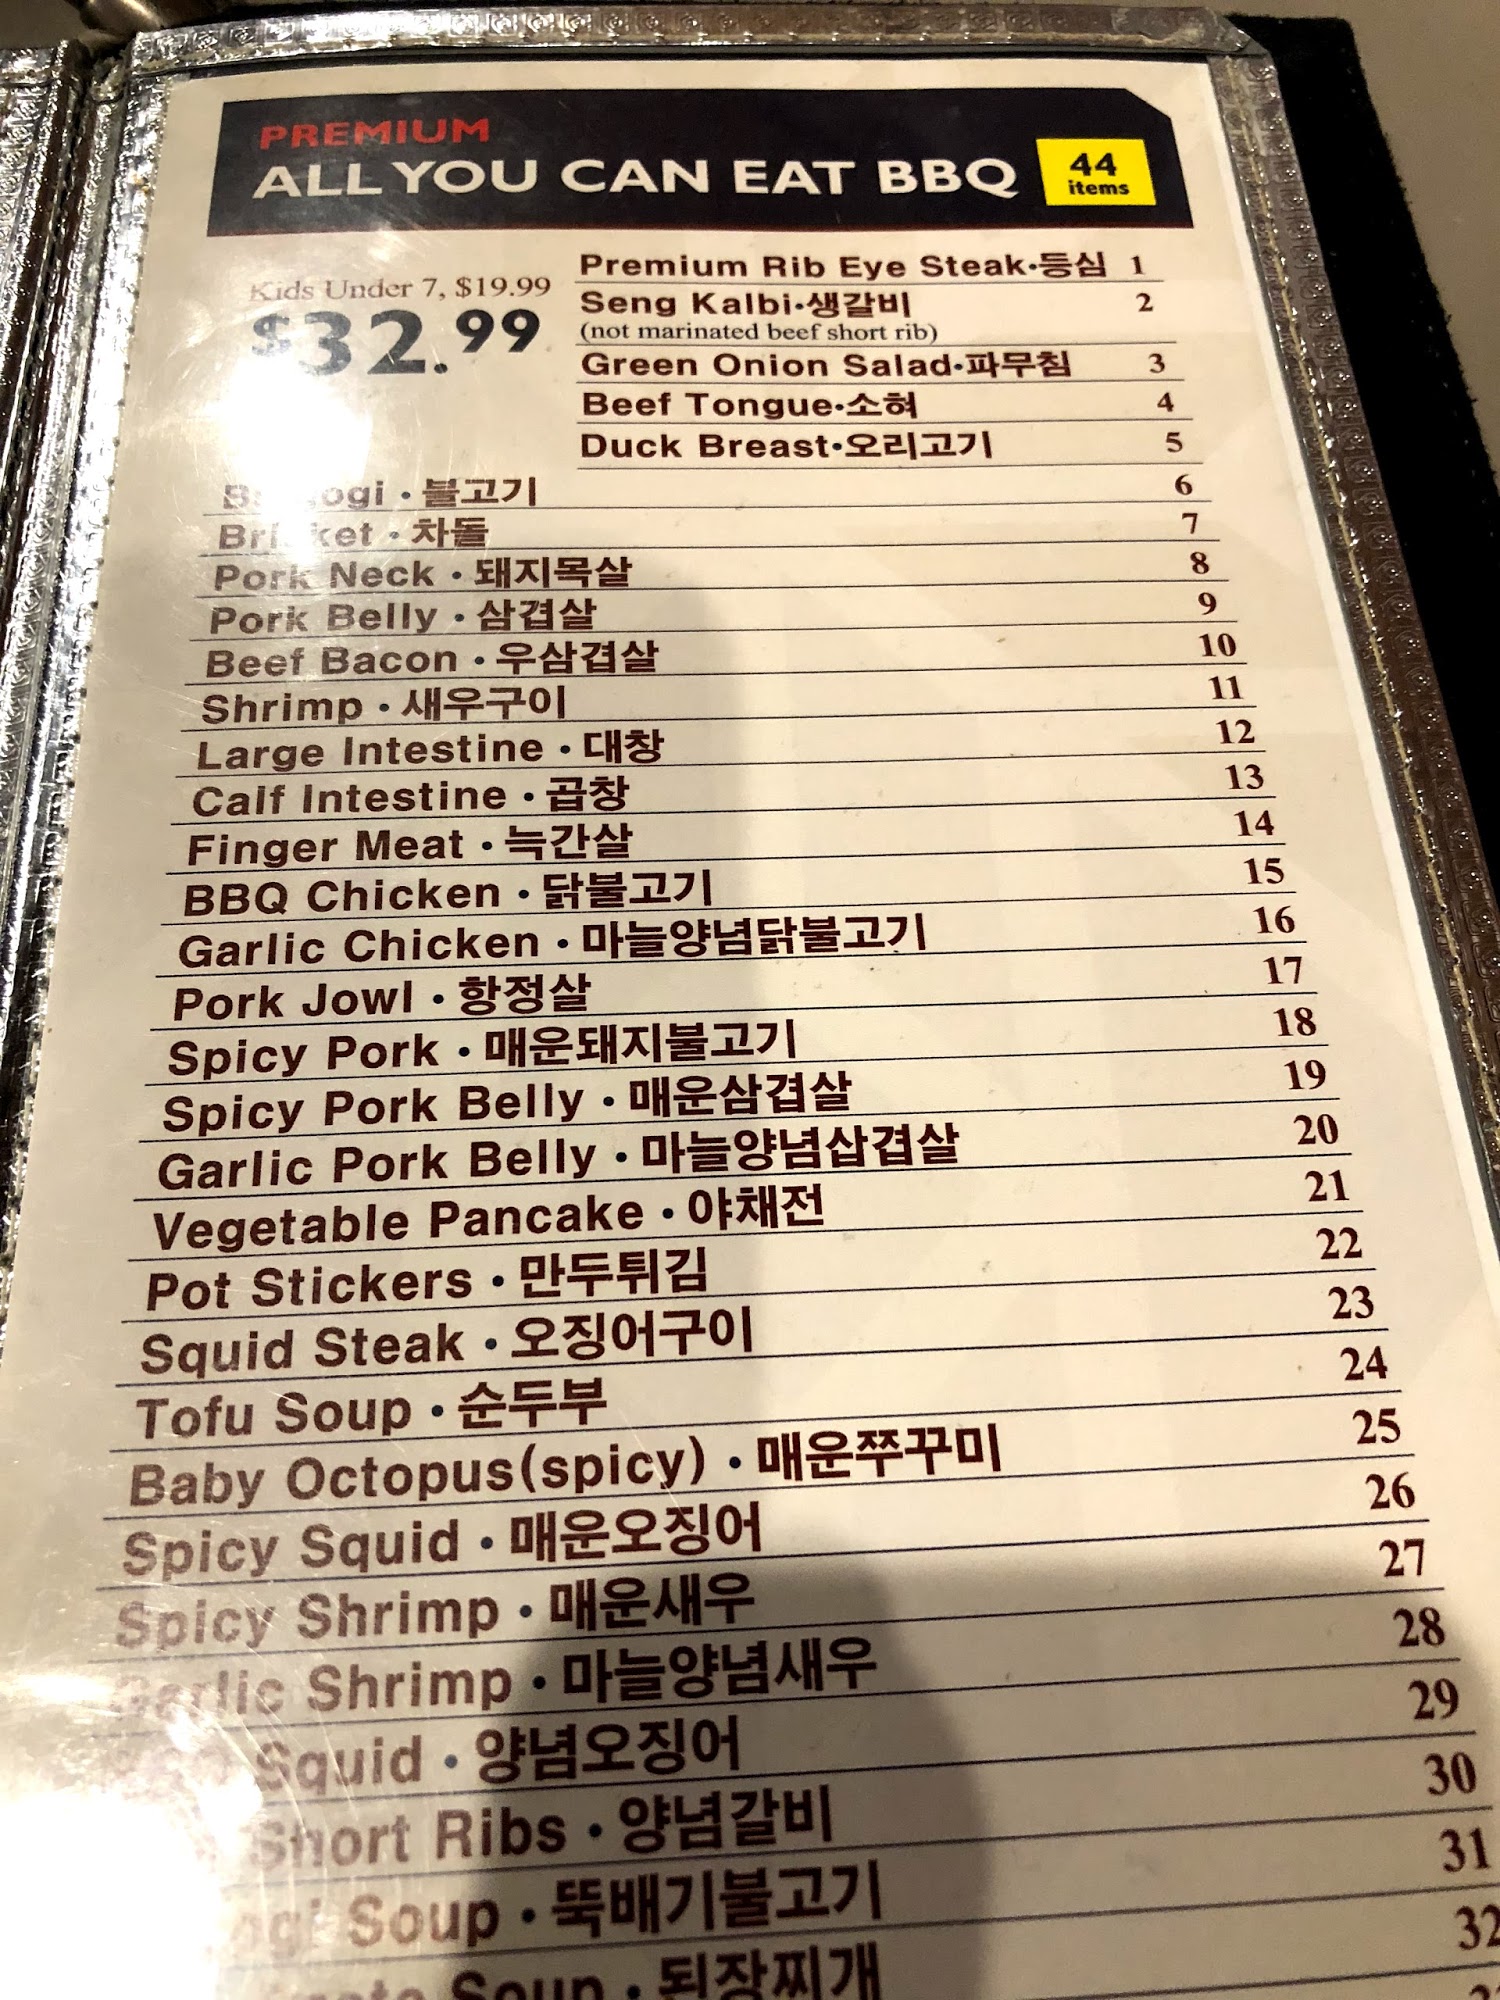 PREMIUM
ALL YOU CAN EAT BBQ
44
items
Kids Under 7, $19.99
$32.99
Premium Rib Eye Steak·등심 1
Seng Kalbi·생갈비 2
(not marinated beef short rib)
Green Onion Salad·파무침 3
Beef Tongue·소혀 4
Duck Breast·오리고기 5
· 불고기 6
Brisket · 차돌 7
Pork Neck · 돼지목살 8
Pork Belly · 삼겹살 9
Beef Bacon · 우삼겹살 10
Shrimp · 새우구이 11
Large Intestine · 대창 12
Calf Intestine · 곱창 13
Finger Meat · 늑간살 14
BBQ Chicken · 닭불고기 15
Garlic Chicken · 마늘양념닭불고기 16
Pork Jowl · 항정살 17
Spicy Pork · 매운돼지불고기 18
Spicy Pork Belly · 매운삼겹살 19
Garlic Pork Belly · 마늘양념삽겹살 20
Vegetable Pancake · 야채전 21
Pot Stickers · 만두튀김 22
Squid Steak · 오징어구이 23
Tofu Soup · 순두부 24
Baby Octopus(spicy) · 매운쭈꾸미 25
Spicy Squid · 매운오징어 26
Spicy Shrimp · 매운새우 27
Garlic Shrimp · 마늘양념새우 28
Squid · 양념오징어 29
Short Ribs · 양념갈비 30
Soup · 뚝배기불고기 31
Soup · 된장찌개 32